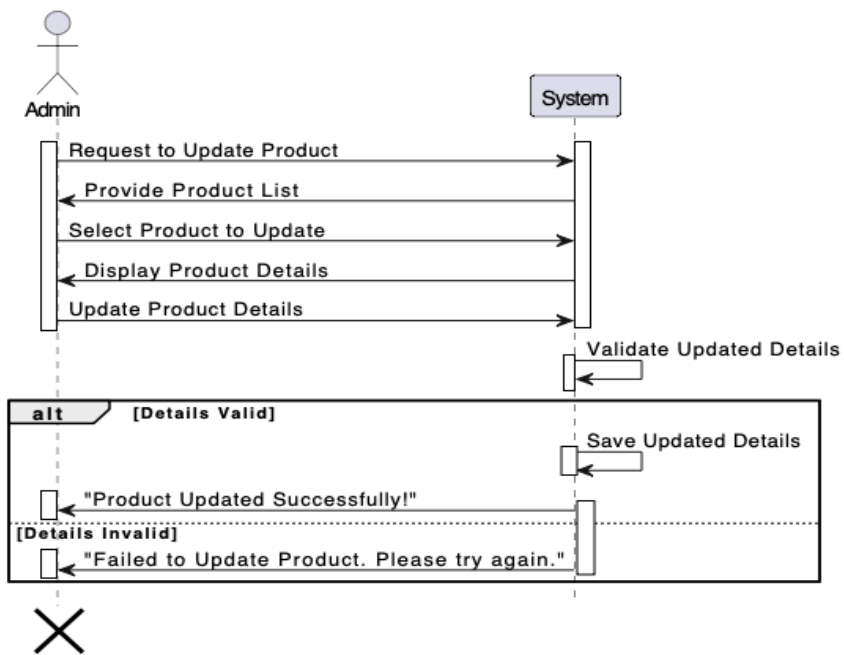 Admin
System
Request to Update Product
Provide Product List
Select Product to Update
Display Product Details
Update Product Details
Validate Updated Details
alt [Details Valid]
Save Updated Details
"Product Updated Successfully!"
[Details Invalid]
"Failed to Update Product. Please try again."